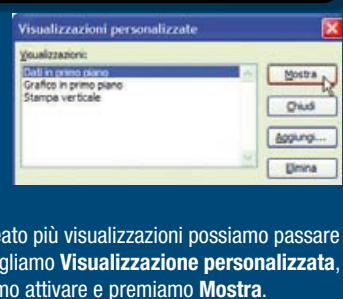 Visualizzazioni personalizzate
Visualizzazioni:
Dati in primo piano
Grafico in primo piano
Stampa verticale
Mostra
Chiudi
Aggiungi...
Elimina
eato più visualizzazioni possiamo passare
gliamo Visualizzazione personalizzata,
mo attivare e premiamo Mostra.